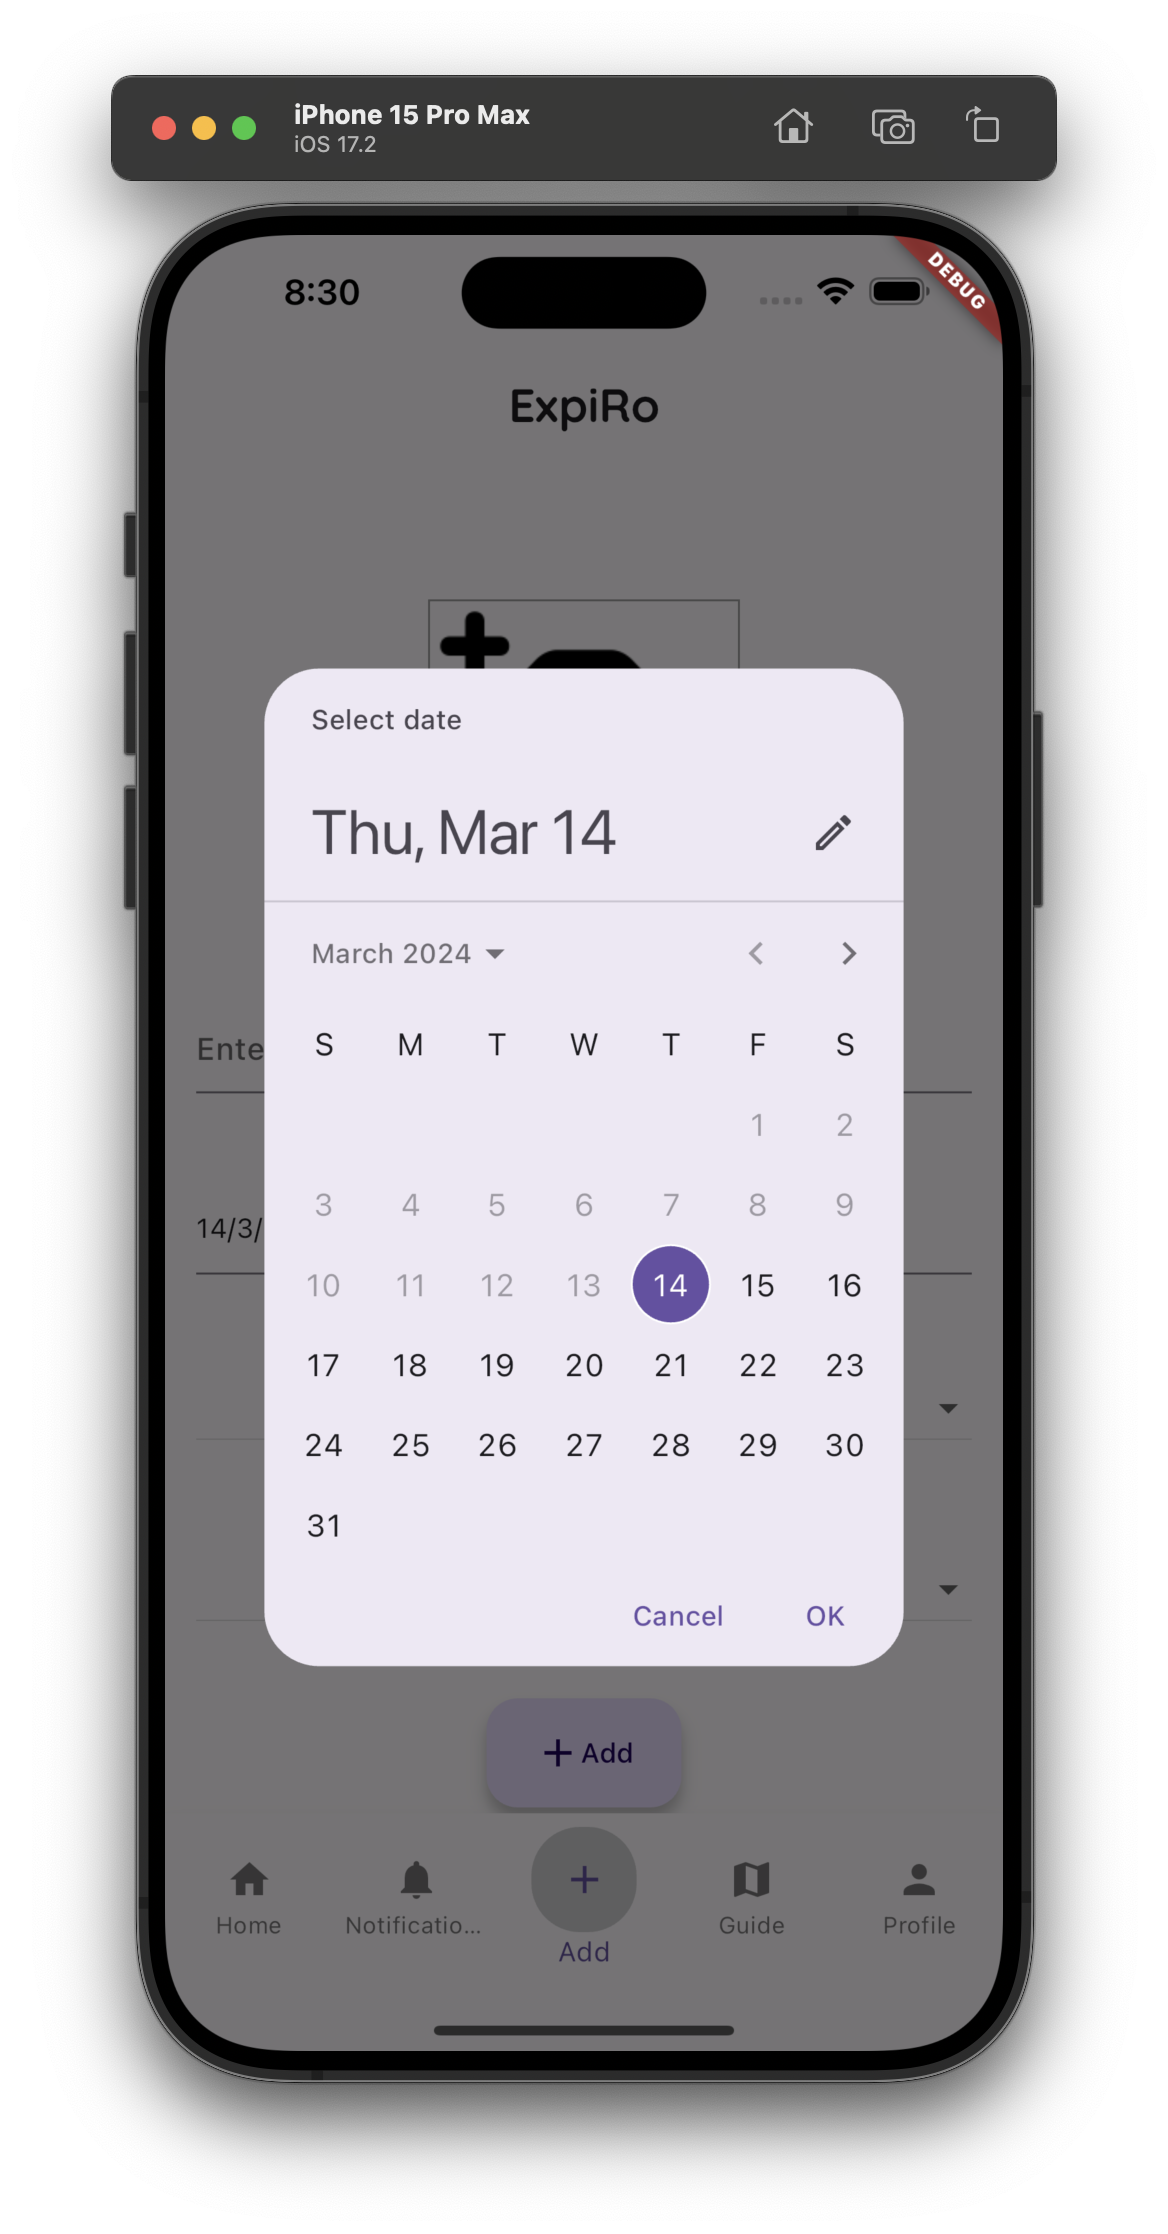 iPhone 15 Pro Max
iOS 17.2
8:30
DEBUG
ExpiRo
Select date
Thu, Mar 14
March 2024
S M T W T F S
1 2
3 4 5 6 7 8 9
10 11 12 13 14 15 16
17 18 19 20 21 22 23
24 25 26 27 28 29 30
31
Ente
14/3/
Cancel OK
+ Add
Home Notificatio... Add Guide Profile